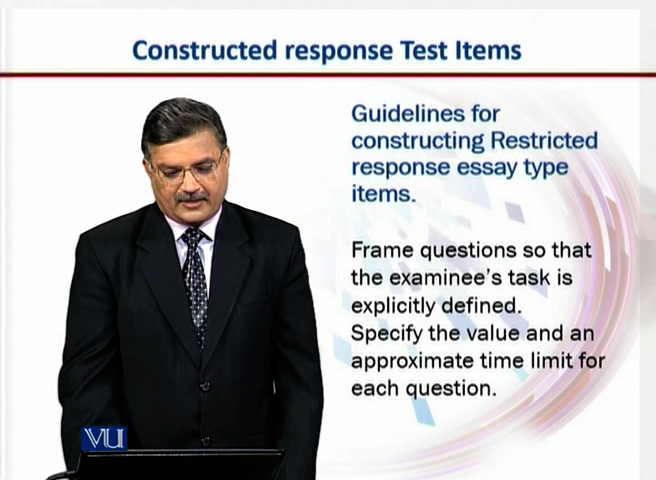 Constructed response Test Items
Guidelines for
constructing Restricted
response essay type
items.
Frame questions so that
the examinee's task is
explicitly defined.
Specify the value and an
approximate time limit for
each question.
VU